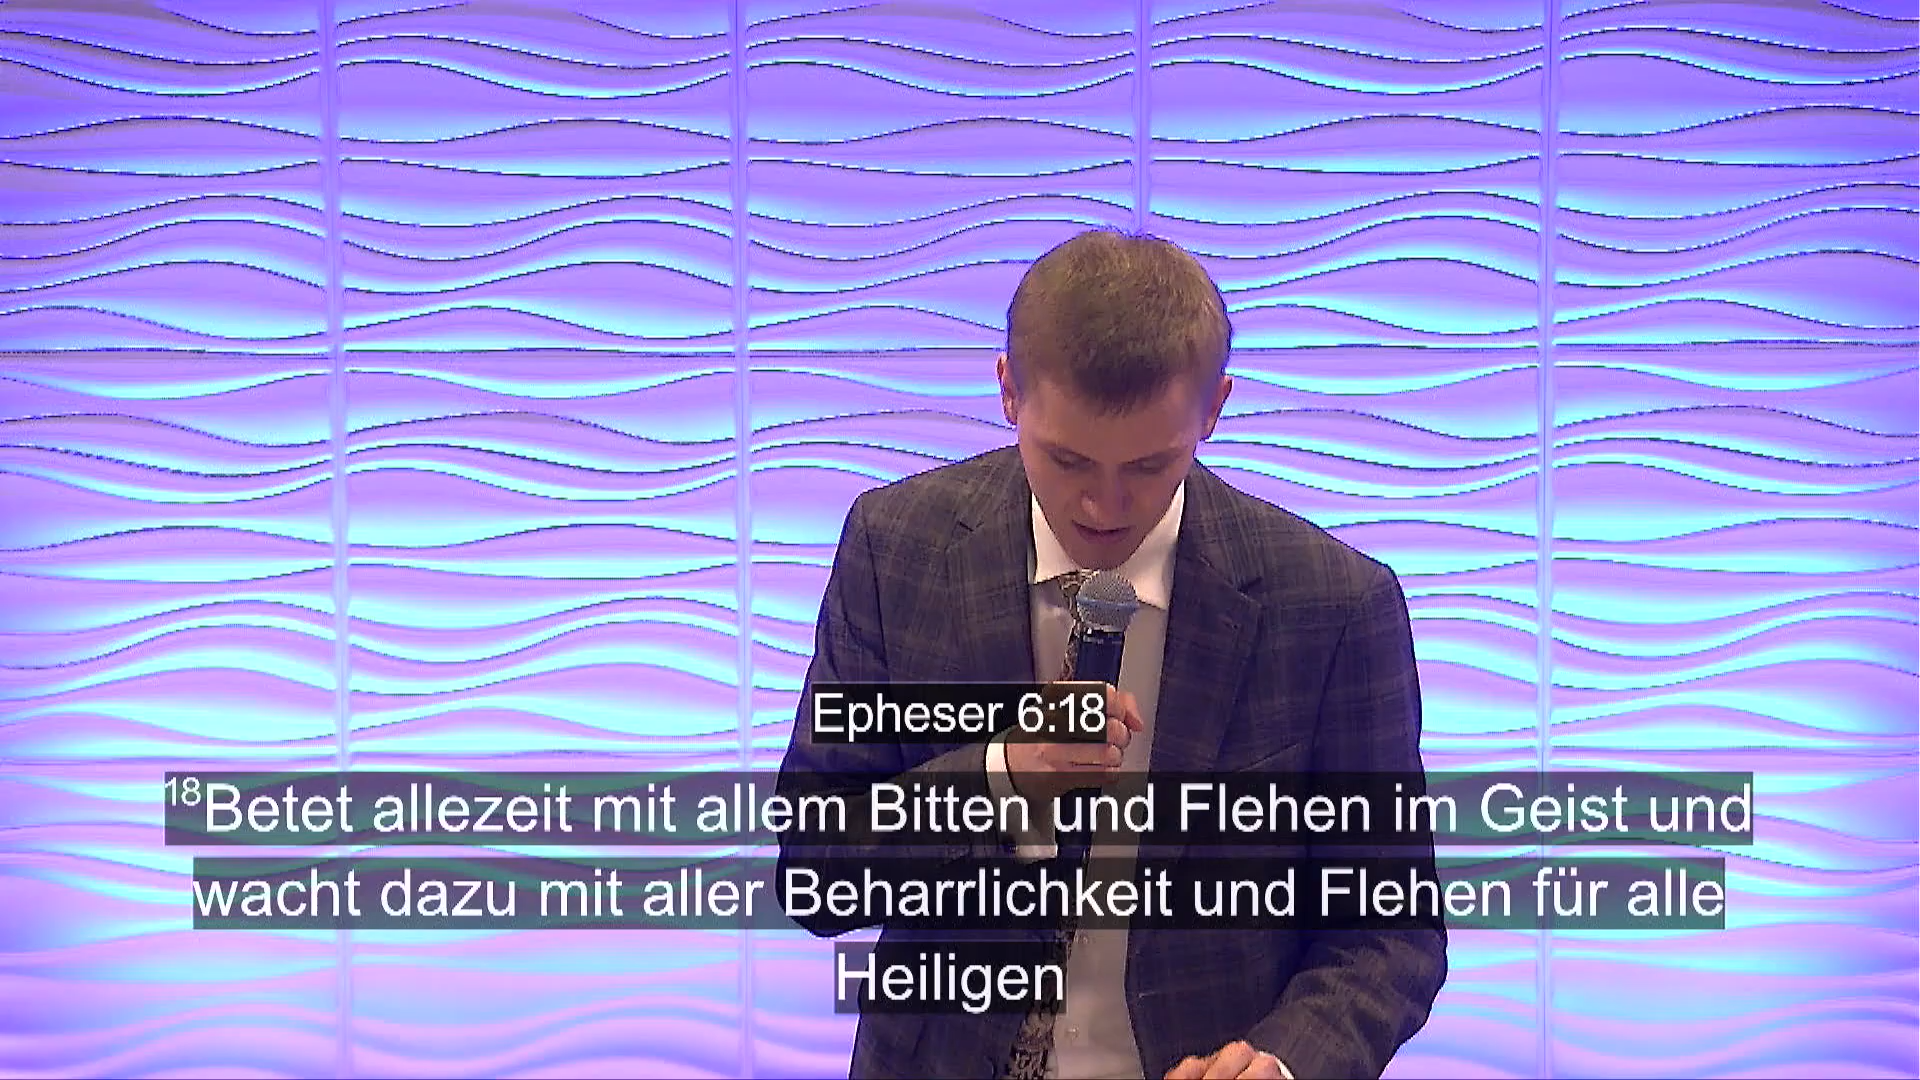 Epheser 6:18
18Betet allezeit mit allem Bitten und Flehen im Geist und
wacht dazu mit aller Beharrlichkeit und Flehen für alle
Heiligen